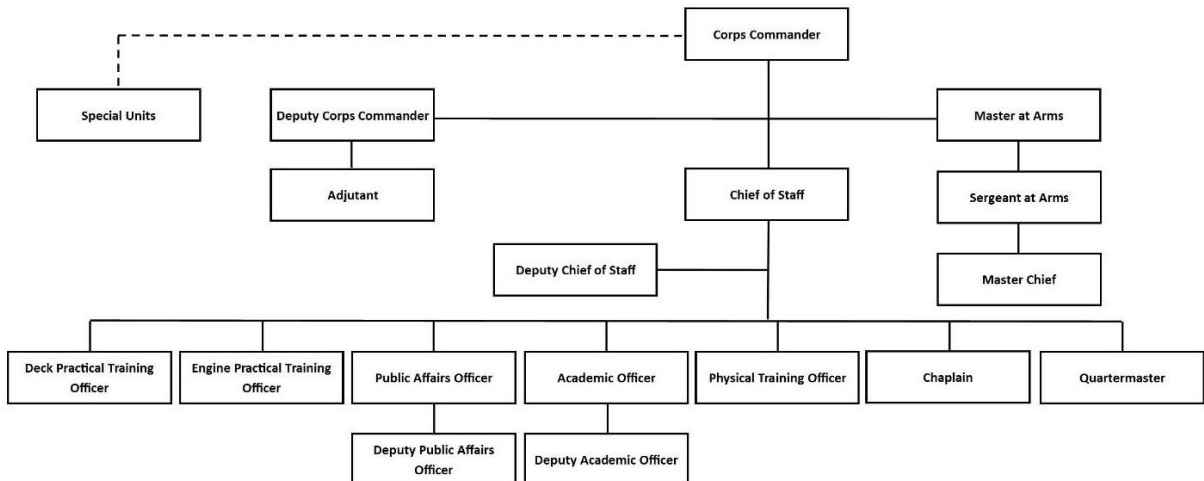 Corps Commander
Special Units
Deputy Corps Commander
Master at Arms
Adjutant
Chief of Staff
Sergeant at Arms
Deputy Chief of Staff
Master Chief
Deck Practical Training
Officer
Engine Practical Training
Officer
Public Affairs Officer
Academic Officer
Physical Training Officer
Chaplain
Quartermaster
Deputy Public Affairs
Officer
Deputy Academic Officer